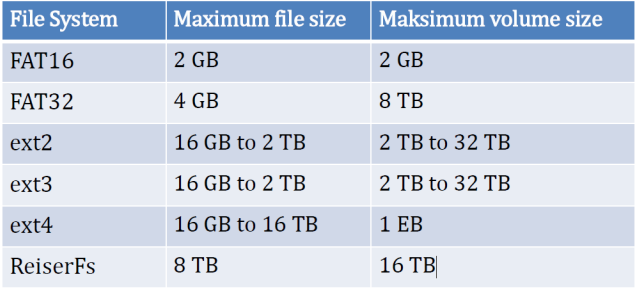 File System Maximum file size Maksimum volume size
FAT16 2 GB 2 GB
FAT32 4 GB 8 TB
ext2 16 GB to 2 TB 2 TB to 32 TB
ext3 16 GB to 2 TB 2 TB to 32 TB
ext4 16 GB to 16 TB 1 EB
ReiserFs 8 TB 16 TB